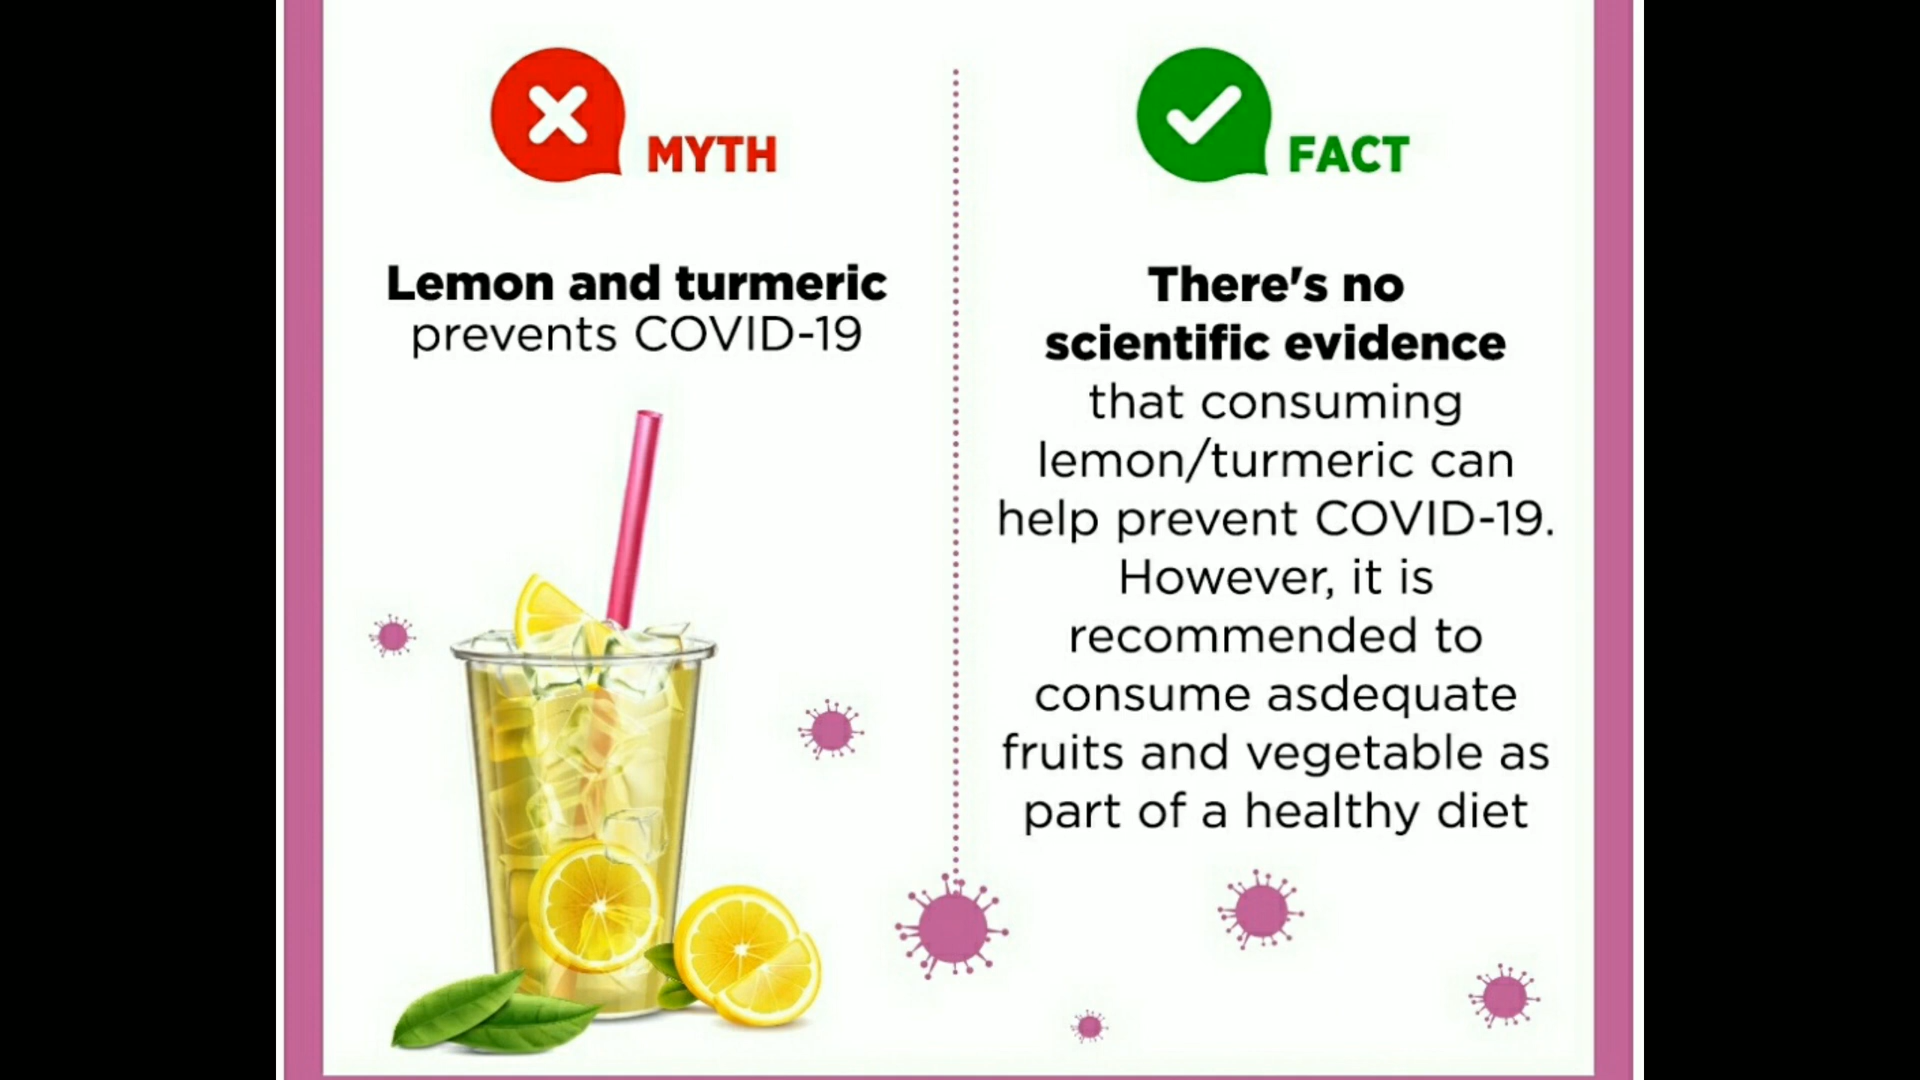 MYTH
Lemon and turmeric
prevents COVID-19
FACT
There's no
scientific evidence
that consuming
lemon/turmeric can
help prevent COVID-19.
However, it is
recommended to
consume asdequate
fruits and vegetable as
part of a healthy diet